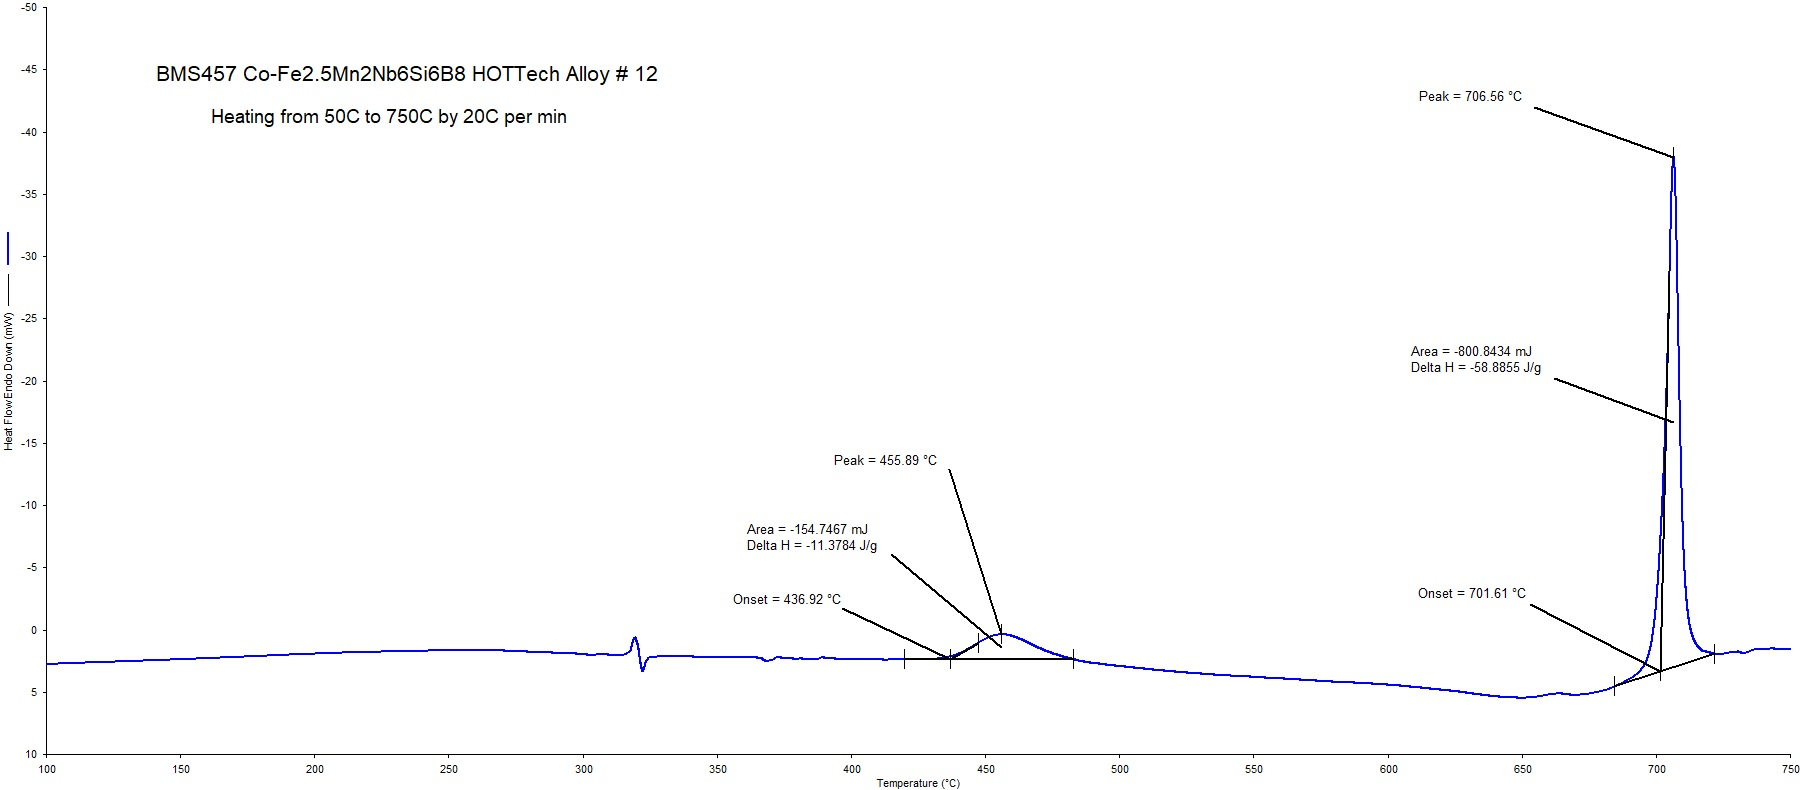 BMS457 Co-Fe2.5Mn2Nb6Si6B8 HOTTech Alloy # 12
Heating from 50C to 750C by 20C per min
Peak = 706.56 °C
Area = -800.8434 mJ
Delta H = -58.8855 J/g
Peak = 455.89 °C
Area = -154.7467 mJ
Delta H = -11.3784 J/g
Onset = 436.92 °C
Onset = 701.61 °C
Heat Flow Endo Down (mW)
-50
-45
-40
-35
-30
-25
-20
-15
-10
-5
0
5
10
100 150 200 250 300 350 400 450 500 550 600 650 700 750
Temperature (°C)